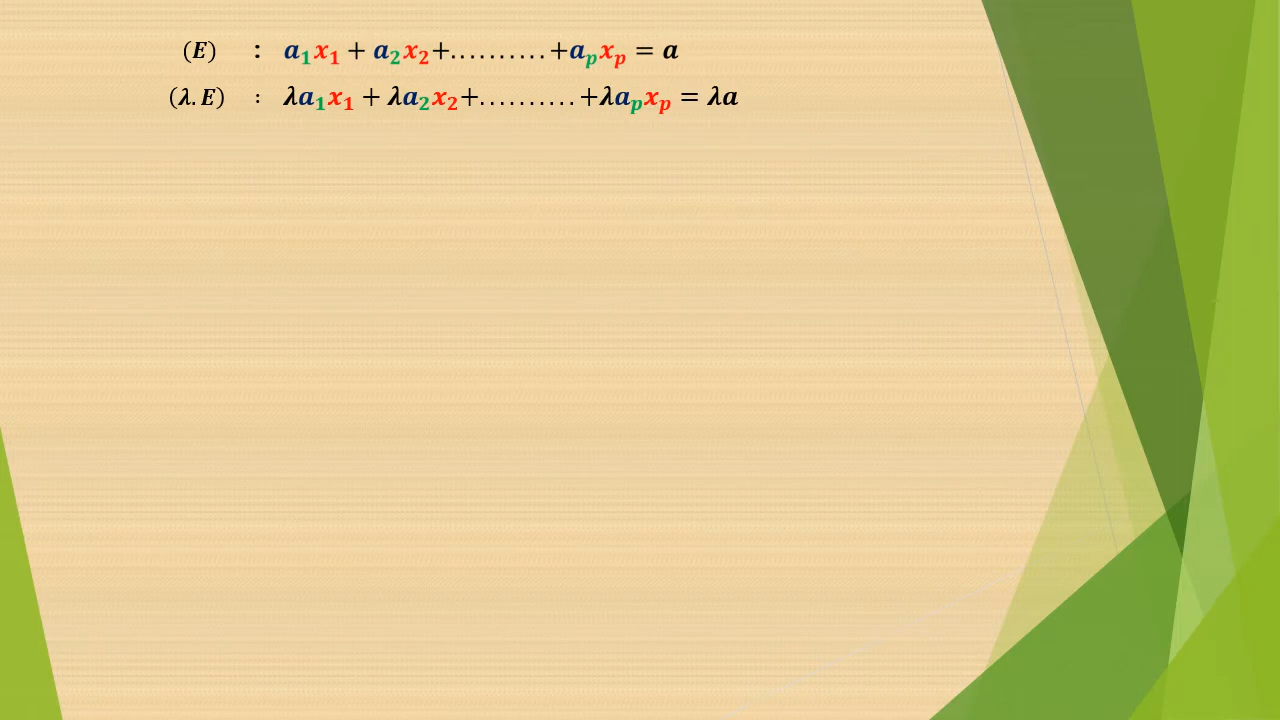 (E) : a₁x₁ + a₂x₂+..........+aₚxₚ = a
(λ.E) : λa₁x₁ + λa₂x₂+..........+λaₚxₚ = λa